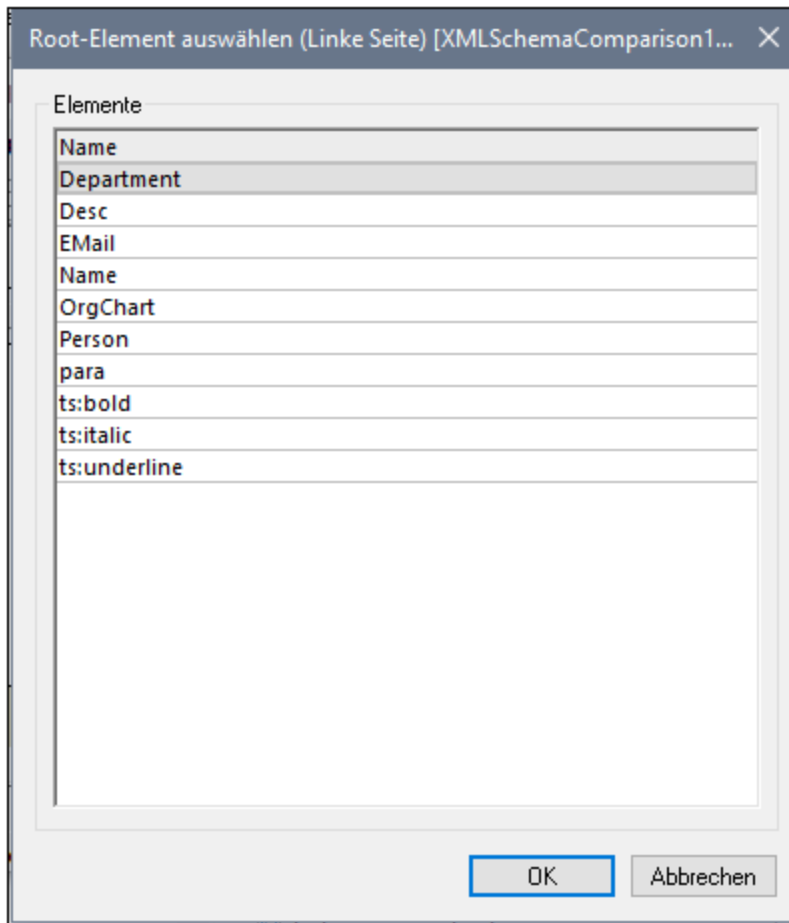 Root-Element auswählen (Linke Seite) [XMLSchemaComparison1...
Elemente
Name
Department
Desc
EMail
Name
OrgChart
Person
para
ts:bold
ts:italic
ts:underline
OK
Abbrechen